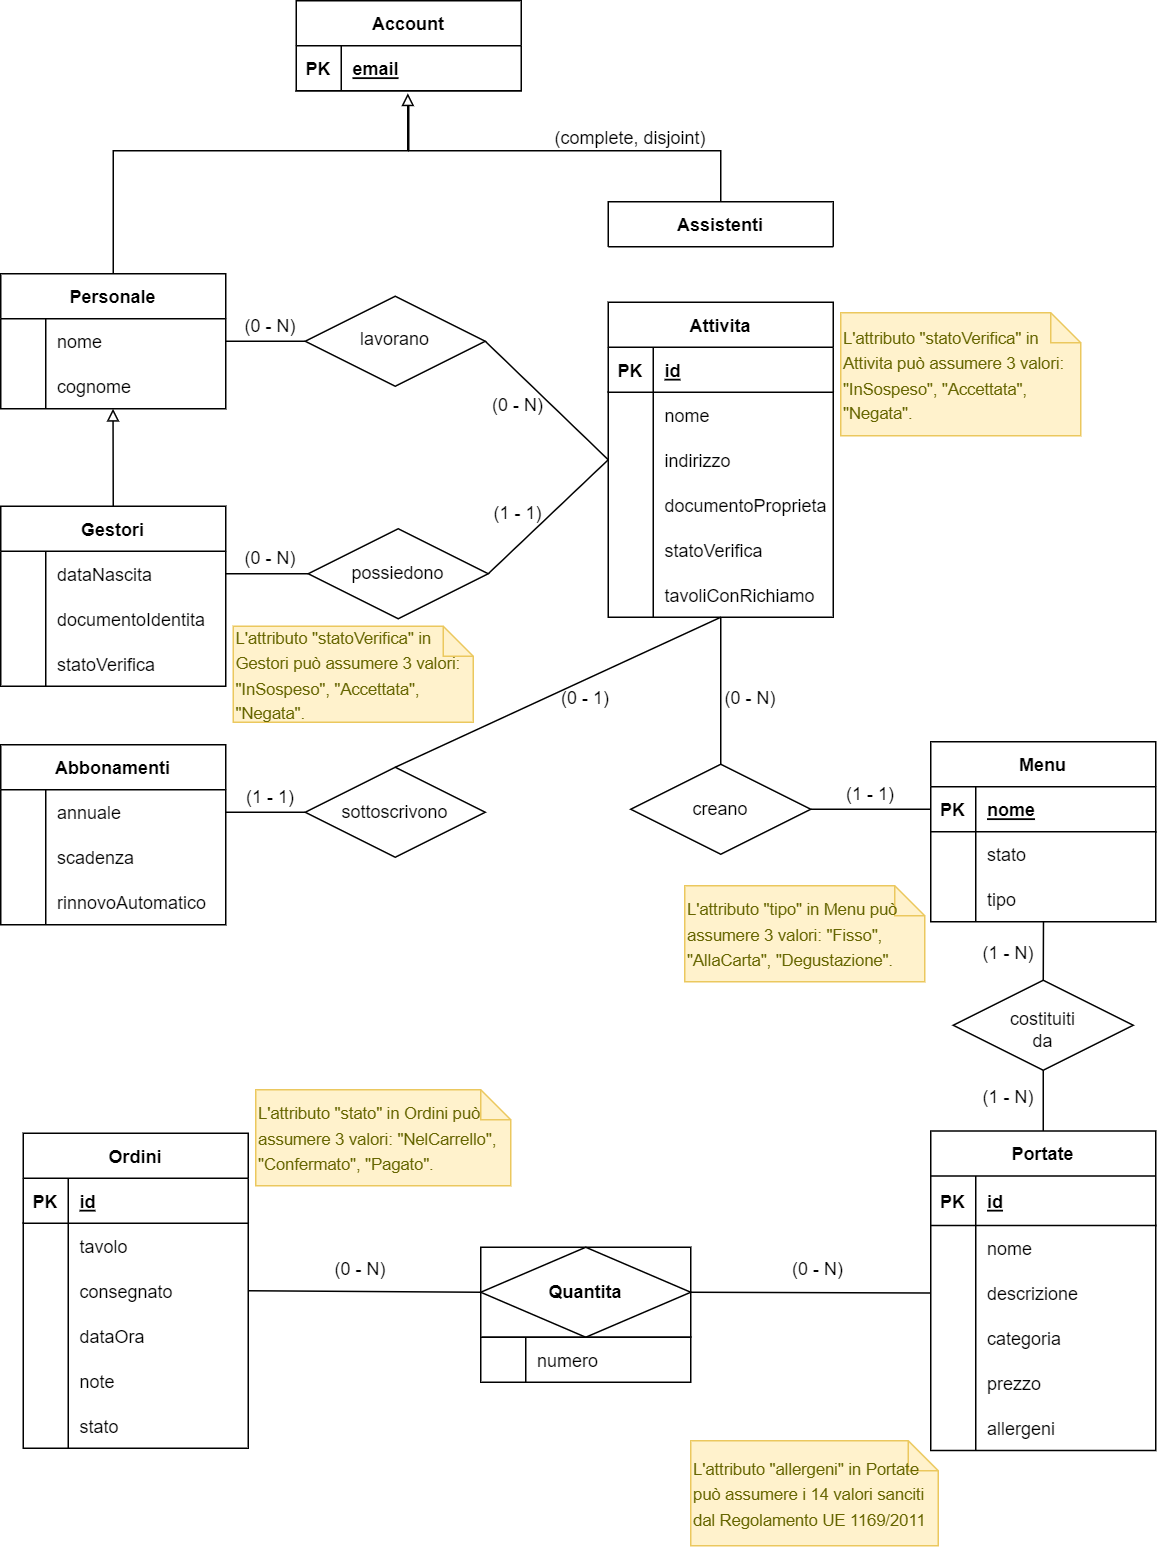 Account
PK email
(complete, disjoint)
Assistenti
Personale
nome
cognome
(0 - N)
lavorano
(0 - N)
Attivita
PK id
nome
indirizzo
documentoProprieta
statoVerifica
tavoliConRichiamo
L'attributo "statoVerifica" in
Attivita può assumere 3 valori:
"InSospeso", "Accettata",
"Negata".
Gestori
dataNascita
documentoIdentita
statoVerifica
(0 - N)
possiedono
(1 - 1)
L'attributo "statoVerifica" in
Gestori può assumere 3 valori:
"InSospeso", "Accettata",
"Negata".
(0 - 1)
(0 - N)
Abbonamenti
annuale
scadenza
rinnovoAutomatico
(1 - 1)
sottoscrivono
creano
(1 - 1)
Menu
PK nome
stato
tipo
L'attributo "tipo" in Menu può
assumere 3 valori: "Fisso",
"AllaCarta", "Degustazione".
(1 - N)
costituiti
da
(1 - N)
L'attributo "stato" in Ordini può
assumere 3 valori: "NelCarrello",
"Confermato", "Pagato".
Ordini
PK id
tavolo
consegnato
dataOra
note
stato
(0 - N)
Quantita
numero
(0 - N)
Portate
PK id
nome
descrizione
categoria
prezzo
allergeni
L'attributo "allergeni" in Portate
può assumere i 14 valori sanciti
dal Regolamento UE 1169/2011